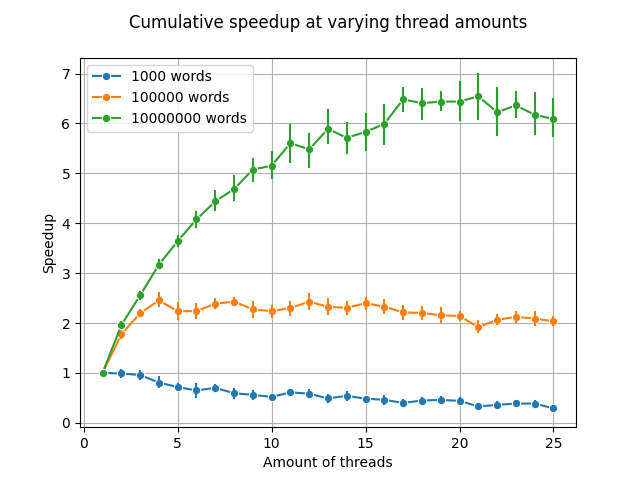 Cumulative speedup at varying thread amounts
1000 words
100000 words
10000000 words
7
6
5
4
3
2
1
0
Speedup
0 5 10 15 20 25
Amount of threads